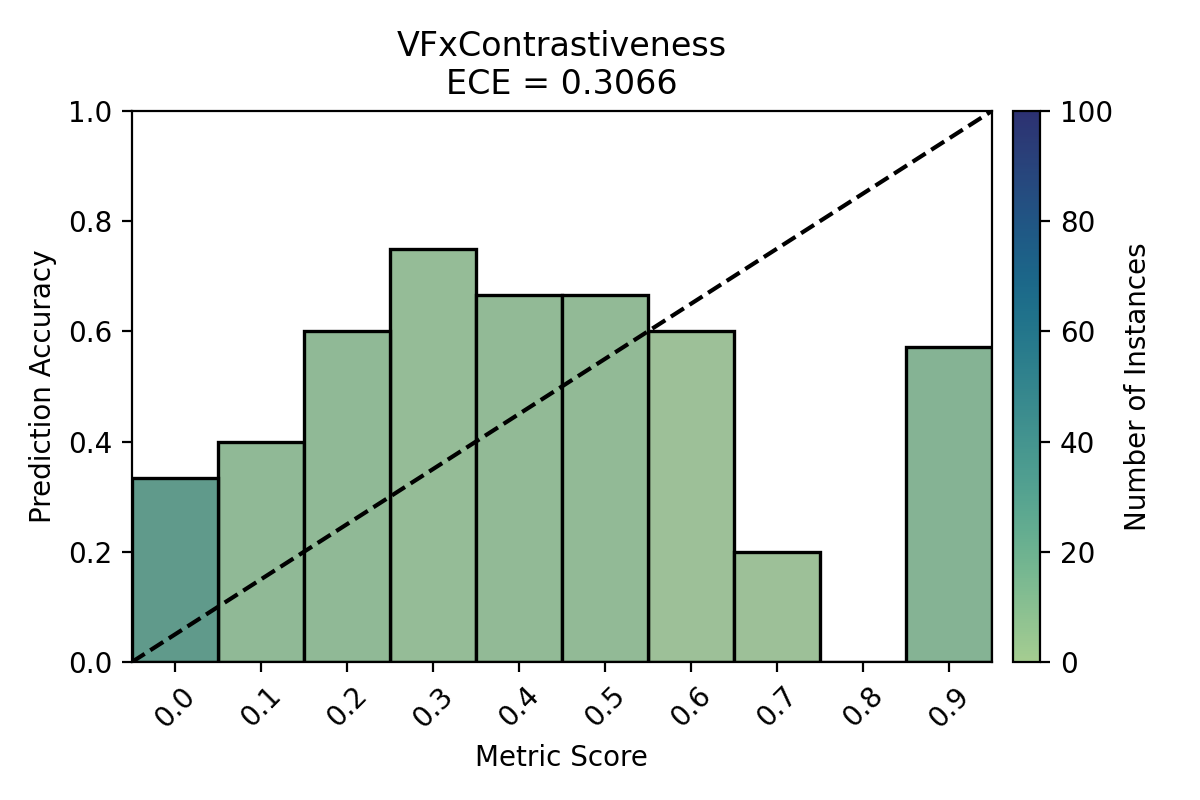 VFxContrastiveness
ECE = 0.3066
Prediction Accuracy
1.0
0.8
0.6
0.4
0.2
0.0
0.0 0.1 0.2 0.3 0.4 0.5 0.6 0.7 0.8 0.9
Metric Score
100
80
60
40
20
0
Number of Instances